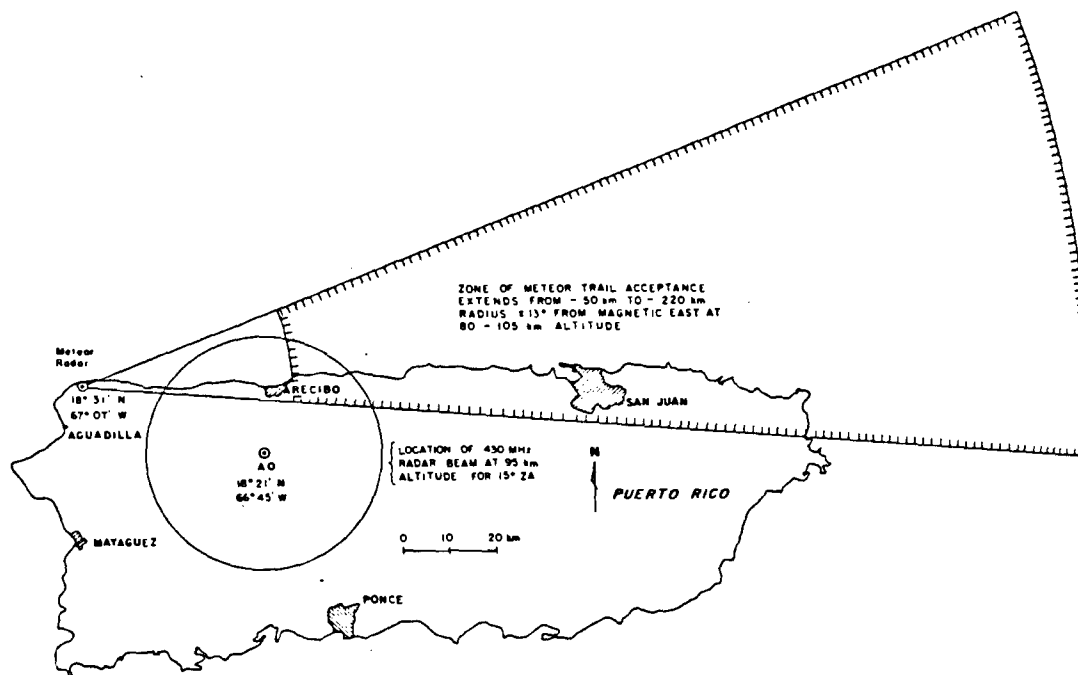 ZONE OF METEOR TRAIL ACCEPTANCE
EXTENDS FROM ~ 50 km TO ~ 220 km
RADIUS ±13° FROM MAGNETIC EAST AT
80 - 105 km ALTITUDE
Meteor
Radar
18° 31' N
67° 07' W
AGUADILLA
ARECIBO
SAN JUAN
AO
18° 21' N
66° 45' W
LOCATION OF 430 MHz
RADAR BEAM AT 95 km
ALTITUDE FOR 15° ZA
N
PUERTO RICO
MAYAGUEZ
0 10 20 km
PONCE